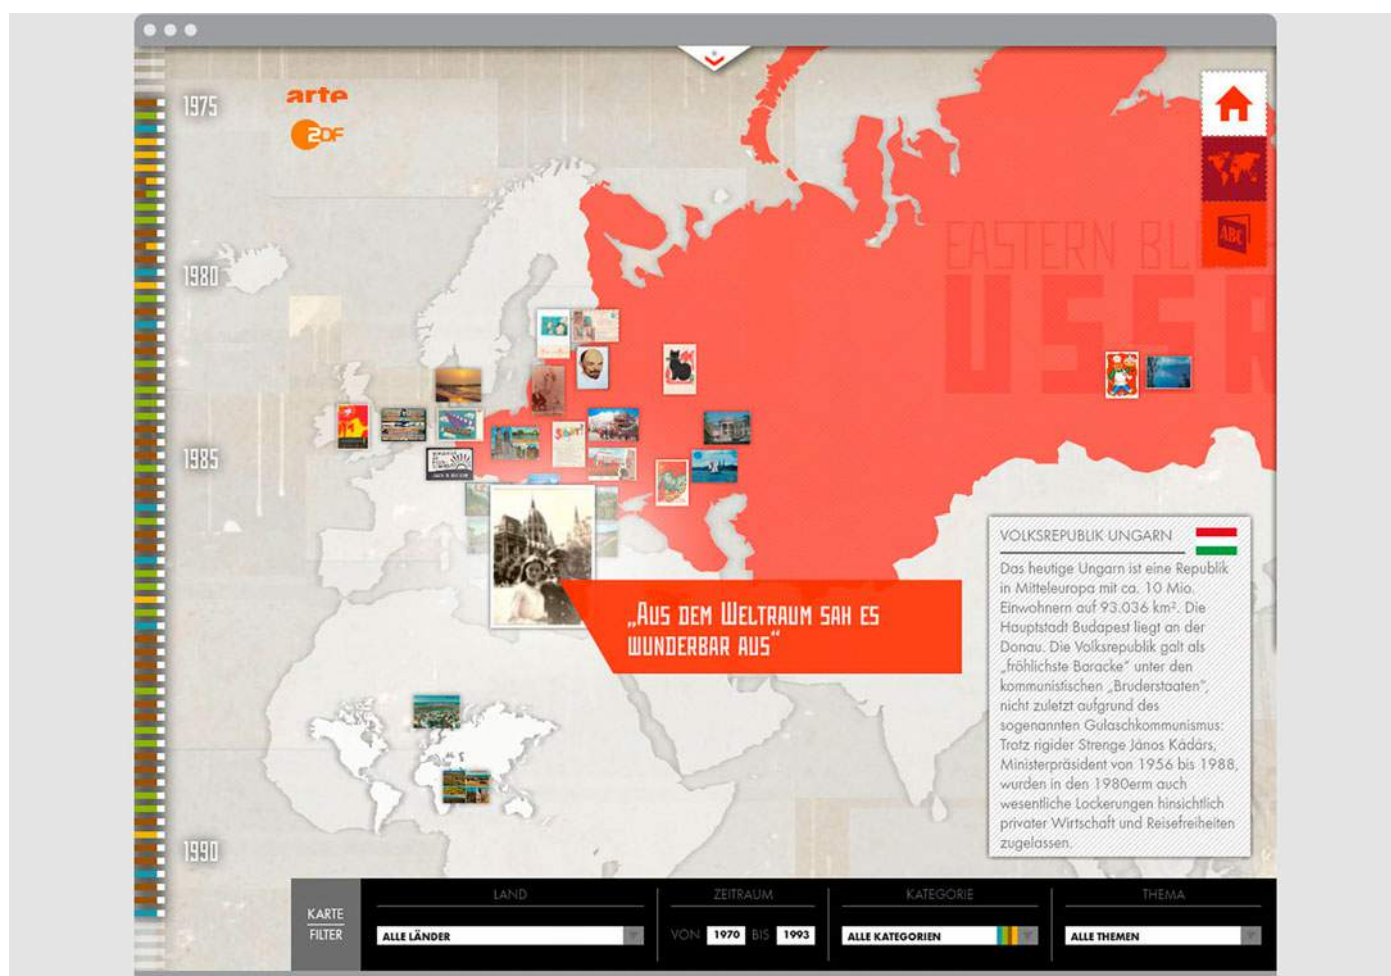 1975
arte
ZDF
ABC
EASTERN BL
USSR
1980
1985
VOLKSREPUBLIK UNGARN
Das heutige Ungarn ist eine Republik
in Mitteleuropa mit ca. 10 Mio.
Einwohnern auf 93.036 km². Die
Hauptstadt Budapest liegt an der
Donau. Die Volksrepublik galt als
„fröhlichste Baracke" unter den
kommunistischen „Bruderstaaten",
nicht zuletzt aufgrund des
sogenannten Gulaschkommunismus:
Trotz rigider Strenge János Kádárs,
Ministerpräsident von 1956 bis 1988,
wurden in den 1980erm auch
wesentliche Lockerungen hinsichtlich
privater Wirtschaft und Reisefreiheiten
zugelassen.
„Aus dem Weltraum sah es
wunderbar aus“
1990
KARTE
FILTER
LAND
ALLE LÄNDER
ZEITRAUM
VON 1970 BIS 1993
KATEGORIE
ALLE KATEGORIEN
THEMA
ALLE THEMEN